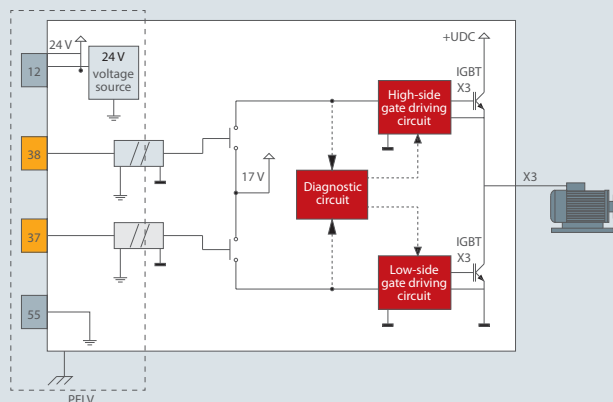 +UDC
24 V
12
24 V
voltage
source
IGBT
X3
High-side
gate driving
circuit
38
17 V
Diagnostic
circuit
X3
37
IGBT
X3
Low-side
gate driving
circuit
55
PELV